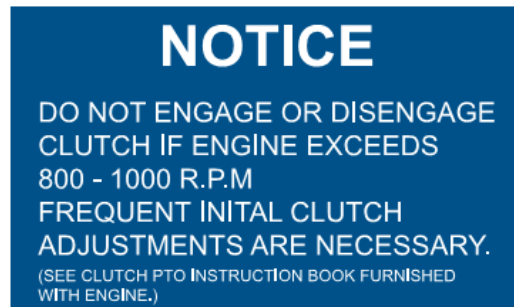 NOTICE
DO NOT ENGAGE OR DISENGAGE
CLUTCH IF ENGINE EXCEEDS
800 - 1000 R.P.M
FREQUENT INITAL CLUTCH
ADJUSTMENTS ARE NECESSARY.
(SEE CLUTCH PTO INSTRUCTION BOOK FURNISHED
WITH ENGINE.)